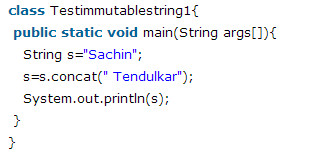 class Testimmutablestring1{
 public static void main(String args[]){
   String s="Sachin";
   s=s.concat(" Tendulkar");
   System.out.println(s);
 }
}